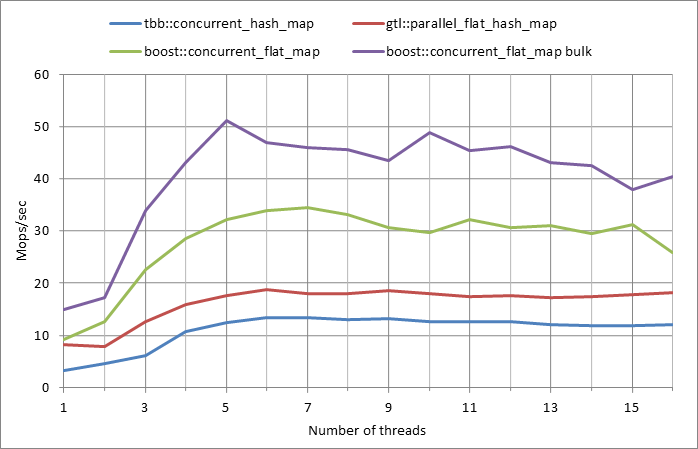 tbb::concurrent_hash_map gtl::parallel_flat_hash_map
boost::concurrent_flat_map boost::concurrent_flat_map bulk
60
50
40
30
20
10
0
Mops/sec
1 3 5 7 9 11 13 15
Number of threads